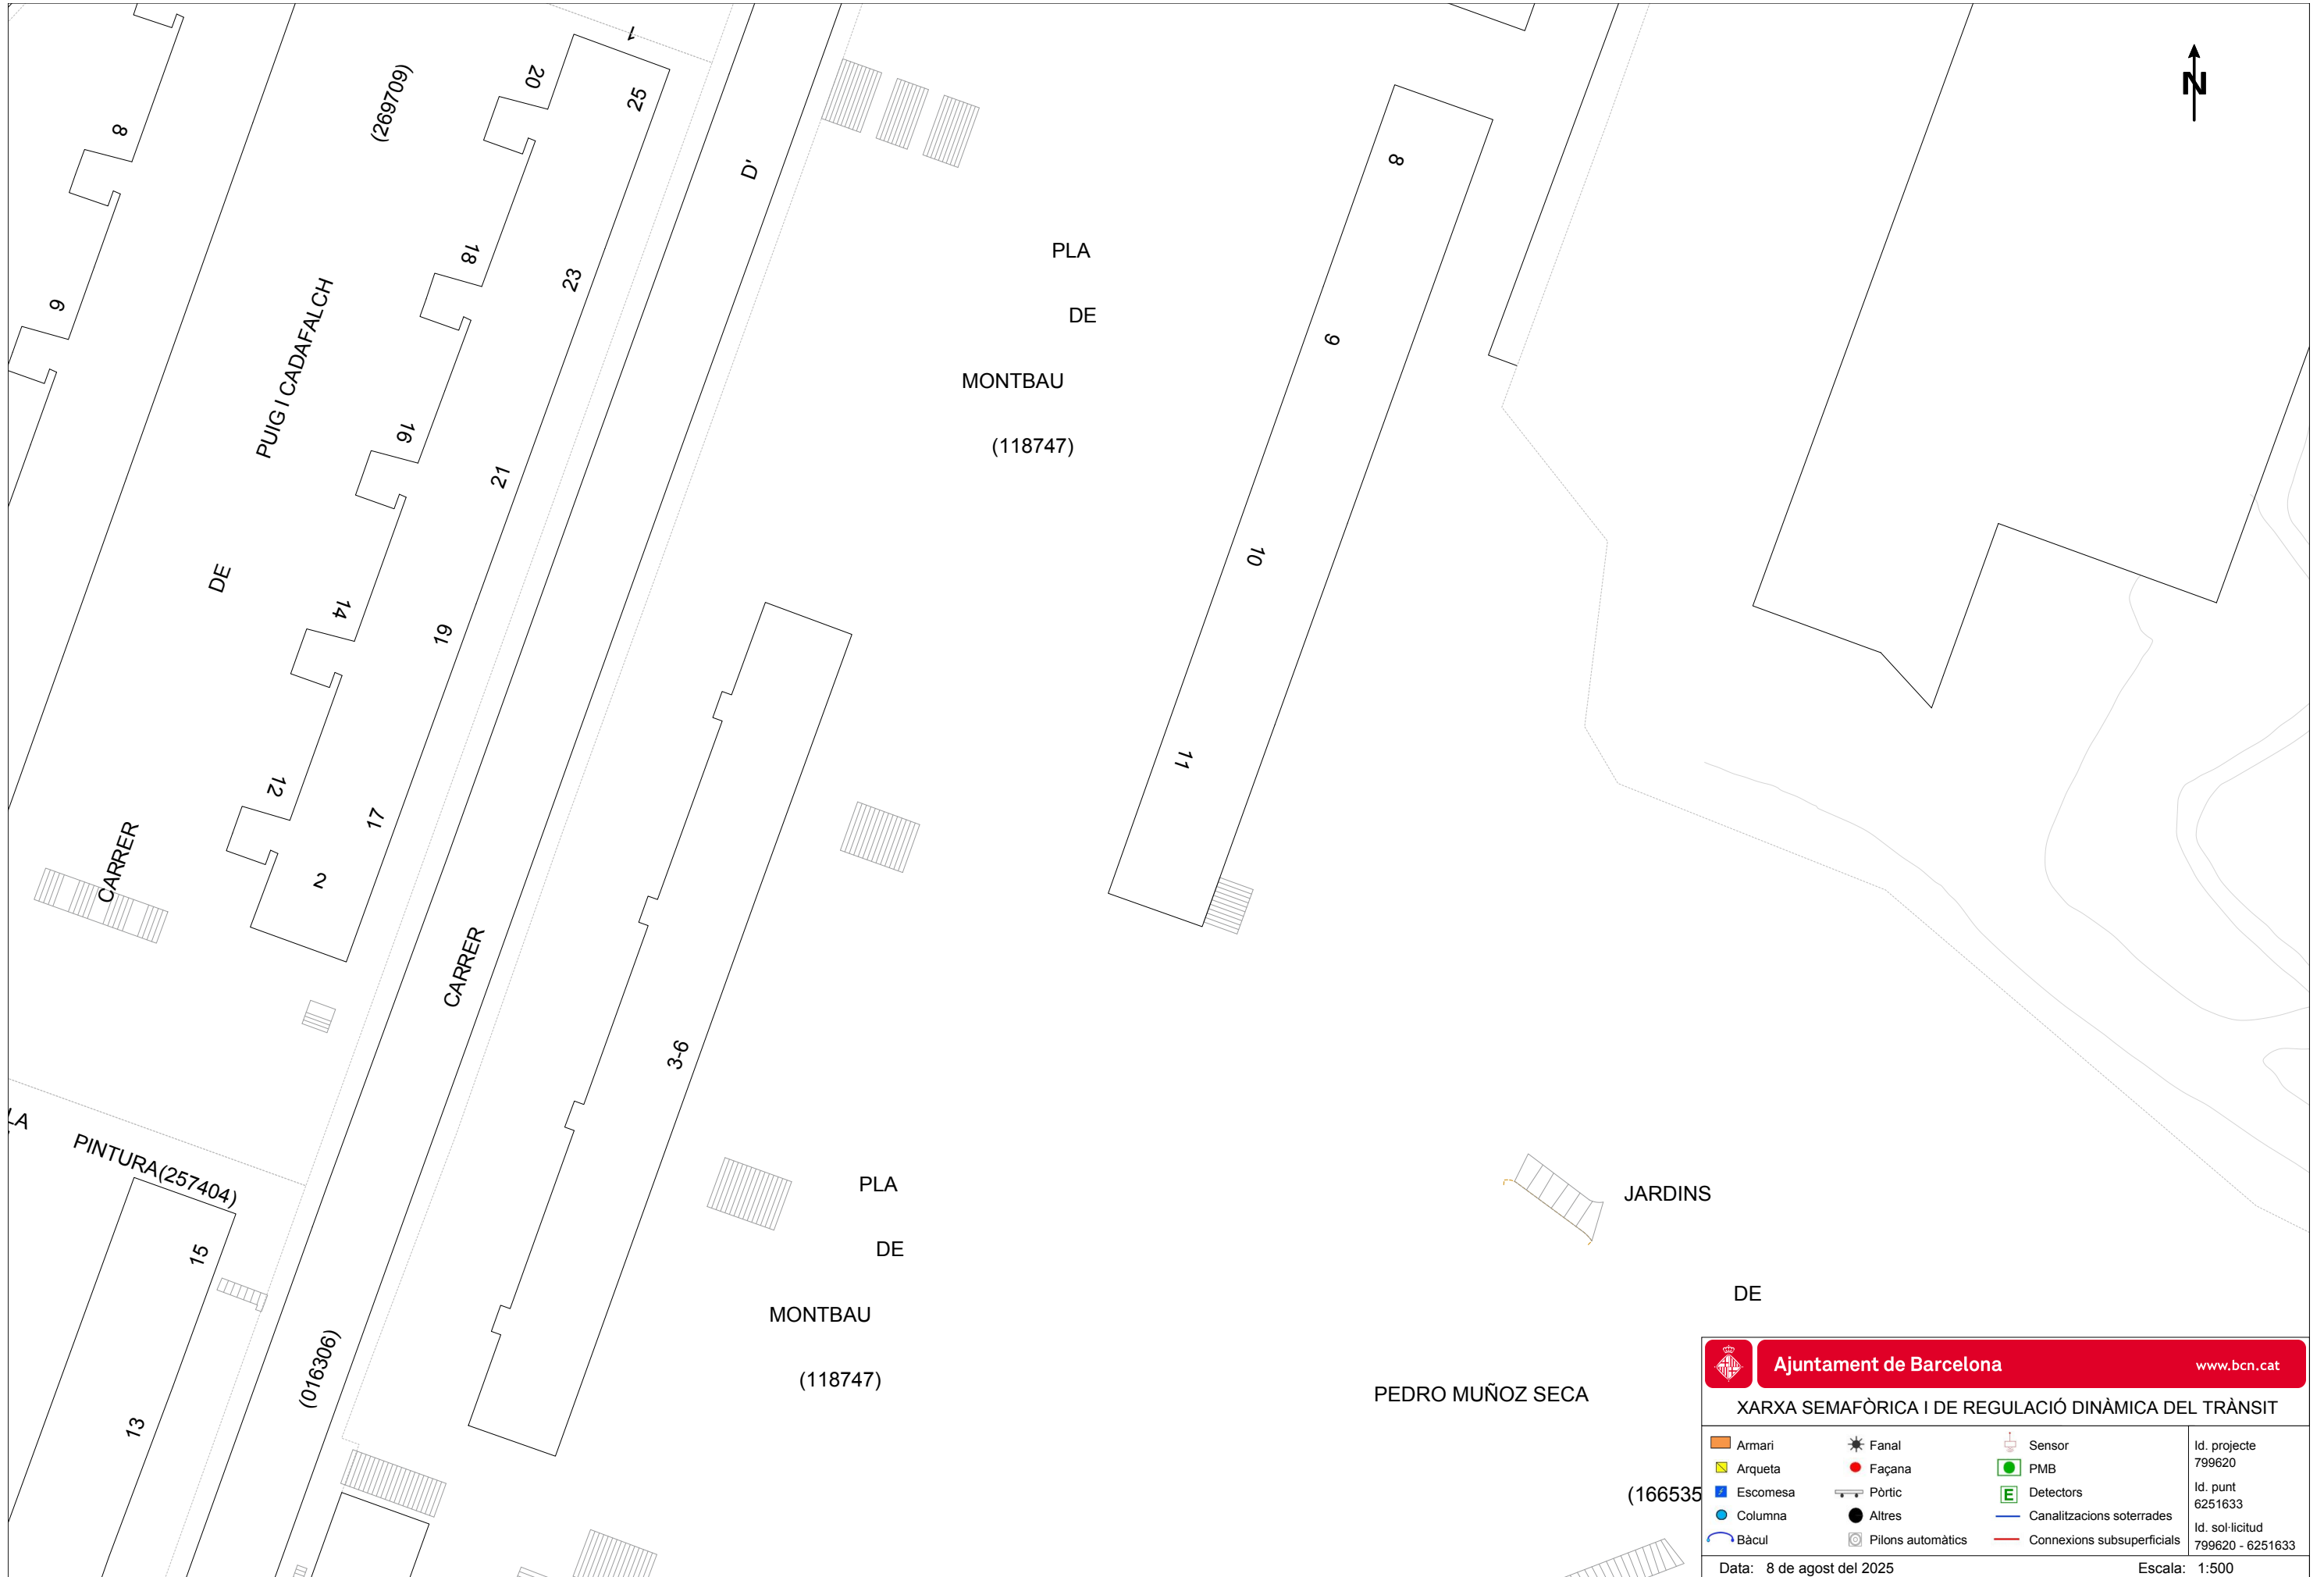 1
20
25
(269709)
N
8
D'
8
PLA
18
23
DE
6
9
PUIG I CADAFALCH
MONTBAU
16
(118747)
21
10
DE
14
19
11
12
17
CARRER
2
CARRER
3-6
LA
PINTURA(257404)
PLA
JARDINS
15
DE
DE
MONTBAU
(016306)
(118747)
PEDRO MUÑOZ SECA
13
(166535
Ajuntament de Barcelona
www.bcn.cat
XARXA SEMAFÒRICA I DE REGULACIÓ DINÀMICA DEL TRÀNSIT
Armari
Arqueta
Escomesa
Columna
Bàcul
Fanal
Façana
Pòrtic
Altres
Pilons automàtics
Sensor
PMB
E Detectors
Canalitzacions soterrades
Connexions subsuperficials
Id. projecte
799620
Id. punt
6251633
Id. sol·licitud
799620 - 6251633
Data: 8 de agost del 2025
Escala: 1:500